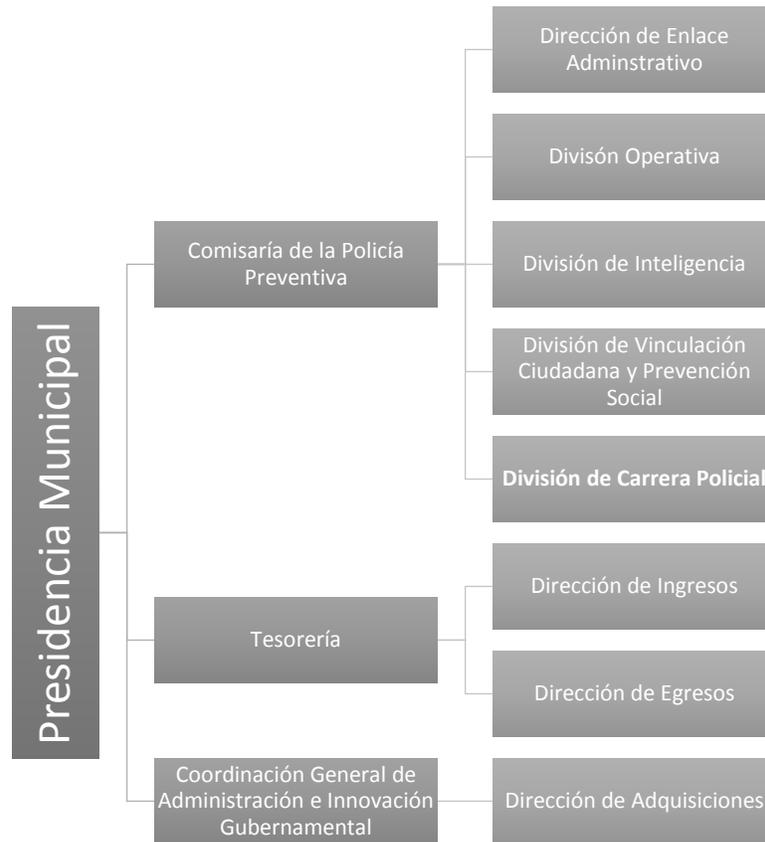 Presidencia Municipal
Comisaría de la Policía
Preventiva
Dirección de Enlace
Adminstrativo
Divisón Operativa
División de Inteligencia
División de Vinculación
Ciudadana y Prevención
Social
División de Carrera Policial
Tesorería
Dirección de Ingresos
Dirección de Egresos
Coordinación General de
Administración e Innovación
Gubernamental
Dirección de Adquisiciones